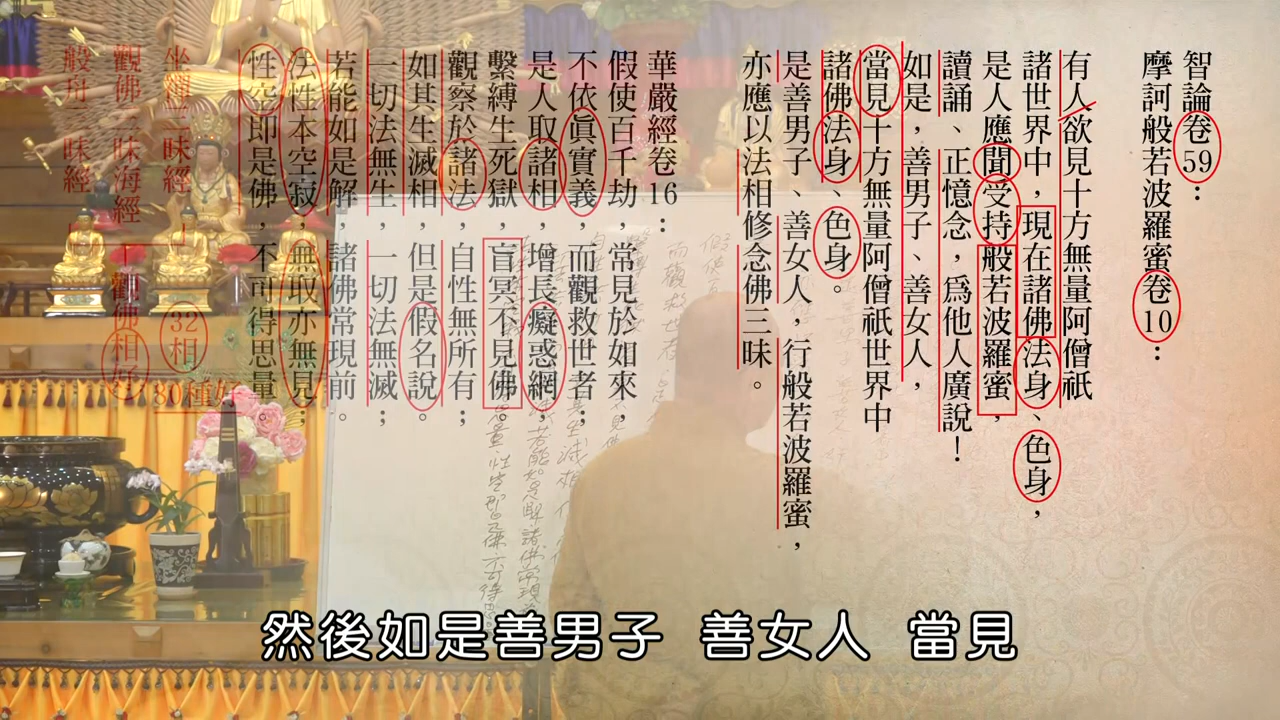 智論卷59：
摩訶般若波羅蜜卷10：
有人欲見十方無量阿僧祇
諸世界中，現在諸佛法身、色身，
是人應聞受持般若波羅蜜，
讀誦、正憶念，爲他人廣說！
如是，善男子、善女人，
當見十方無量阿僧祇世界中
諸佛法身、色身。
是善男子、善女人，行般若波羅蜜，
亦應以法相修念佛三昧。
華嚴經卷16：
假使百千劫，常見於如來，
不依眞實義，而觀救世者；
是人取諸相，增長癡惑網，
繫縛生死獄，盲冥不見佛。
觀察於諸法，自性無所有；
如其生滅相，但是假名說。
一切法無生，一切法無滅；
若能如是解，諸佛常現前。
法性本空寂，無取亦無見；
性空即是佛，不可得思量。
坐禪三昧經 32相 80種好
觀佛三昧海經 觀佛相好
般舟三昧經
然後如是善男子 善女人 當見